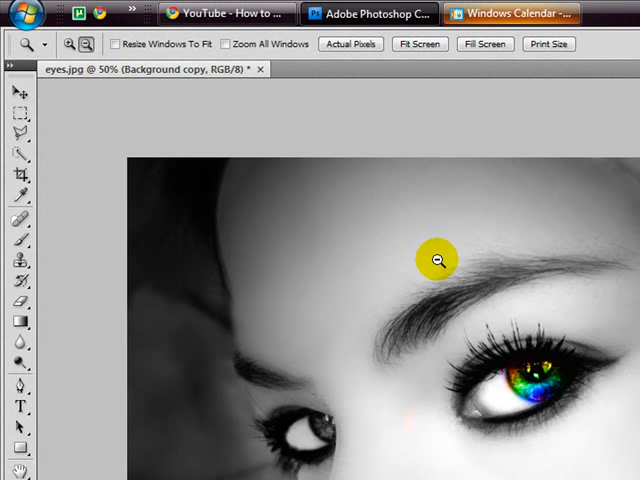 YouTube - How to ... Adobe Photoshop C... Windows Calendar -...
Resize Windows To Fit Zoom All Windows Actual Pixels Fit Screen Fill Screen Print Size
eyes.jpg @ 50% (Background copy, RGB/8) *